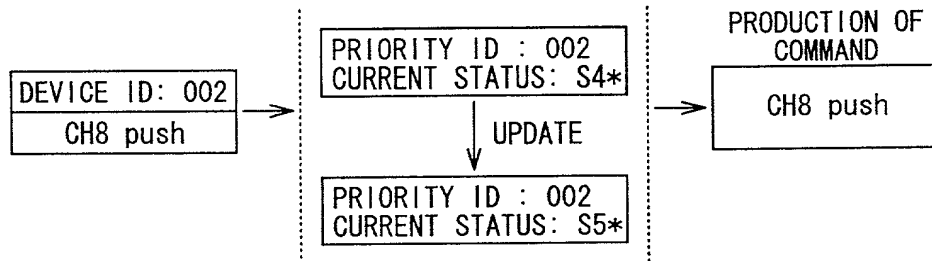 DEVICE ID: 002
CH8 push
PRIORITY ID : 002
CURRENT STATUS: S4*
UPDATE
PRIORITY ID : 002
CURRENT STATUS: S5*
PRODUCTION OF
COMMAND
CH8 push